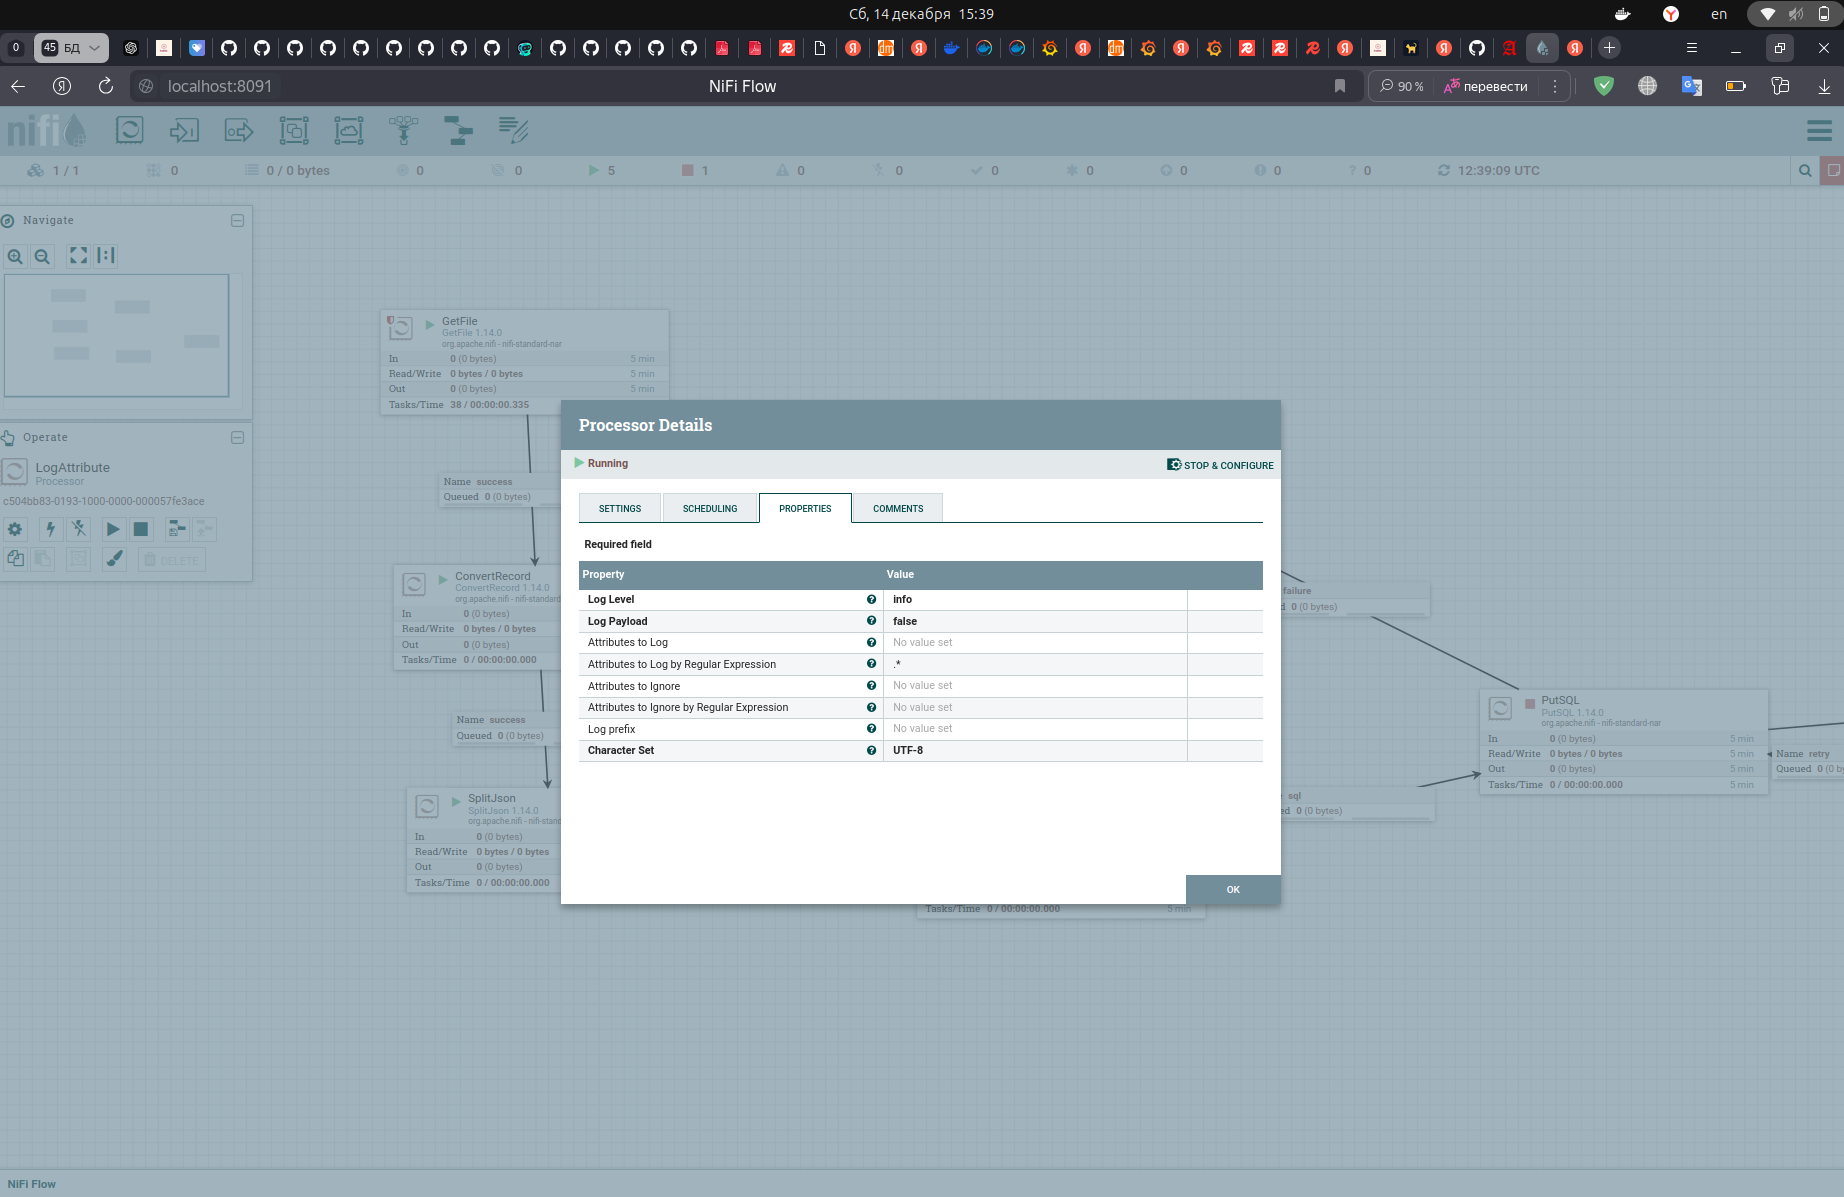 Сб, 14 декабря 15:39
en
0
45 БД
localhost:8091
NiFi Flow
90 %
перевести
nifi
1 / 1
0
0 / 0 bytes
0
0
5
1
0
0
0
0
0
0
0
12:39:09 UTC
Navigate
Operate
LogAttribute
Processor
c504bb83-0193-1000-0000-000057fe3ace
DELETE
GetFile
GetFile 1.14.0
org.apache.nifi - nifi-standard-nar
In 0 (0 bytes) 5 min
Read/Write 0 bytes / 0 bytes 5 min
Out 0 (0 bytes) 5 min
Tasks/Time 38 / 00:00:00.335
Name success
Queued 0 (0 bytes)
ConvertRecord
ConvertRecord 1.14.0
org.apache.nifi - nifi-standard
In 0 (0 bytes)
Read/Write 0 bytes / 0 bytes
Out 0 (0 bytes)
Tasks/Time 0 / 00:00:00.000
Name success
Queued 0 (0 bytes)
SplitJson
SplitJson 1.14.0
org.apache.nifi - nifi-stand
In 0 (0 bytes)
Read/Write 0 bytes / 0 bytes
Out 0 (0 bytes)
Tasks/Time 0 / 00:00:00.000
Processor Details
Running
STOP & CONFIGURE
SETTINGS
SCHEDULING
PROPERTIES
COMMENTS
Required field
Property Value
Log Level info
Log Payload false
Attributes to Log No value set
Attributes to Log by Regular Expression .*
Attributes to Ignore No value set
Attributes to Ignore by Regular Expression No value set
Log prefix No value set
Character Set UTF-8
OK
Tasks/Time 0 / 00:00:00.000 5 min
failure
d 0 (0 bytes)
sql
ed 0 (0 bytes)
PutSQL
PutSQL 1.14.0
org.apache.nifi - nifi-standard-nar
In 0 (0 bytes) 5 min
Read/Write 0 bytes / 0 bytes 5 min
Out 0 (0 bytes) 5 min
Tasks/Time 0 / 00:00:00.000 5 min
Name retry
Queued 0 (0 by
NiFi Flow